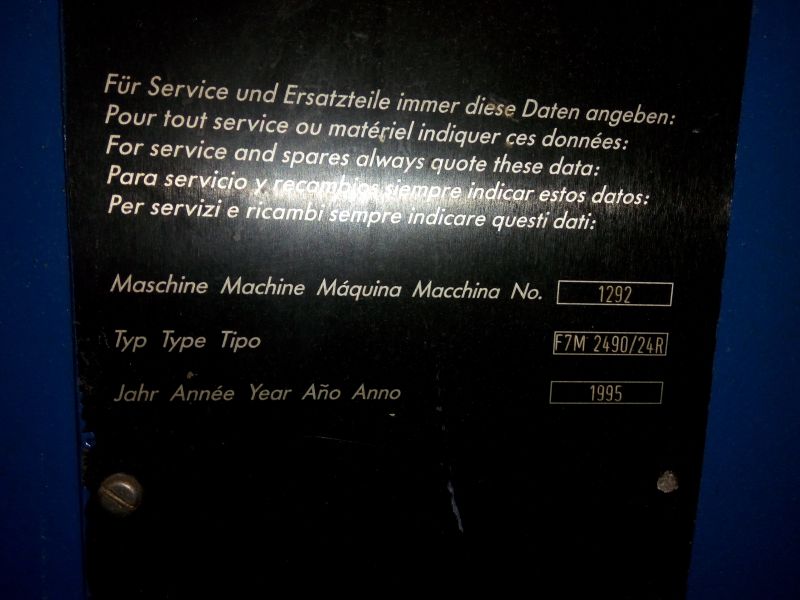 Für Service und Ersatzteile immer diese Daten angeben:
Pour tout service ou matériel indiquer ces données:
For service and spares always quote these data:
Para servicio y recambios siempre indicar estos datos:
Per servizi e ricambi sempre indicare questi dati:
Maschine Machine Máquina Macchina No. 1292
Typ Type Tipo F7M 2490/24R
Jahr Année Year Año Anno 1995